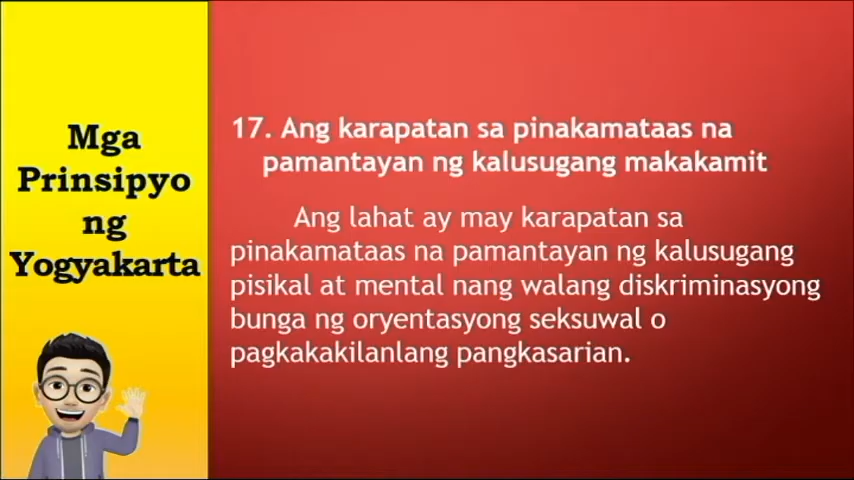 Mga
Prinsipyo
ng
Yogyakarta
17. Ang karapatan sa pinakamataas na
pamantayan ng kalusugang makakamit
Ang lahat ay may karapatan sa
pinakamataas na pamantayan ng kalusugang
pisikal at mental nang walang diskriminasyong
bunga ng oryentasyong seksuwal o
pagkakakilanlang pangkasarian.